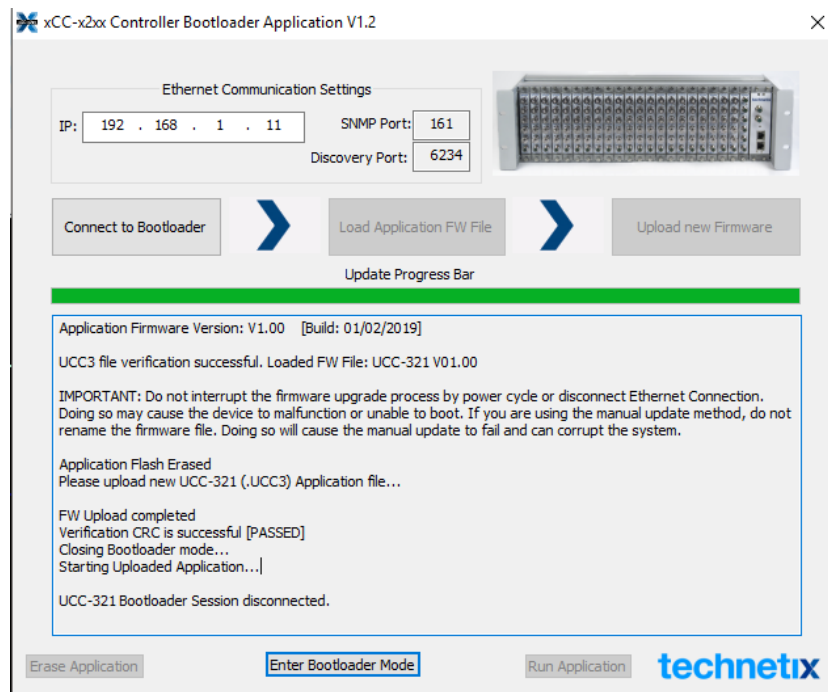 xCC-x2xx Controller Bootloader Application V1.2
Ethernet Communication Settings
IP: 192 . 168 . 1 . 11
SNMP Port: 161
Discovery Port: 6234
Connect to Bootloader
Load Application FW File
Upload new Firmware
Update Progress Bar
Application Firmware Version: V1.00 [Build: 01/02/2019]
UCC3 file verification successful. Loaded FW File: UCC-321 V01.00
IMPORTANT: Do not interrupt the firmware upgrade process by power cycle or disconnect Ethernet Connection.
Doing so may cause the device to malfunction or unable to boot. If you are using the manual update method, do not
rename the firmware file. Doing so will cause the manual update to fail and can corrupt the system.
Application Flash Erased
Please upload new UCC-321 (.UCC3) Application file...
FW Upload completed
Verification CRC is successful [PASSED]
Closing Bootloader mode...
Starting Uploaded Application...
UCC-321 Bootloader Session disconnected.
Erase Application
Enter Bootloader Mode
Run Application
technetix